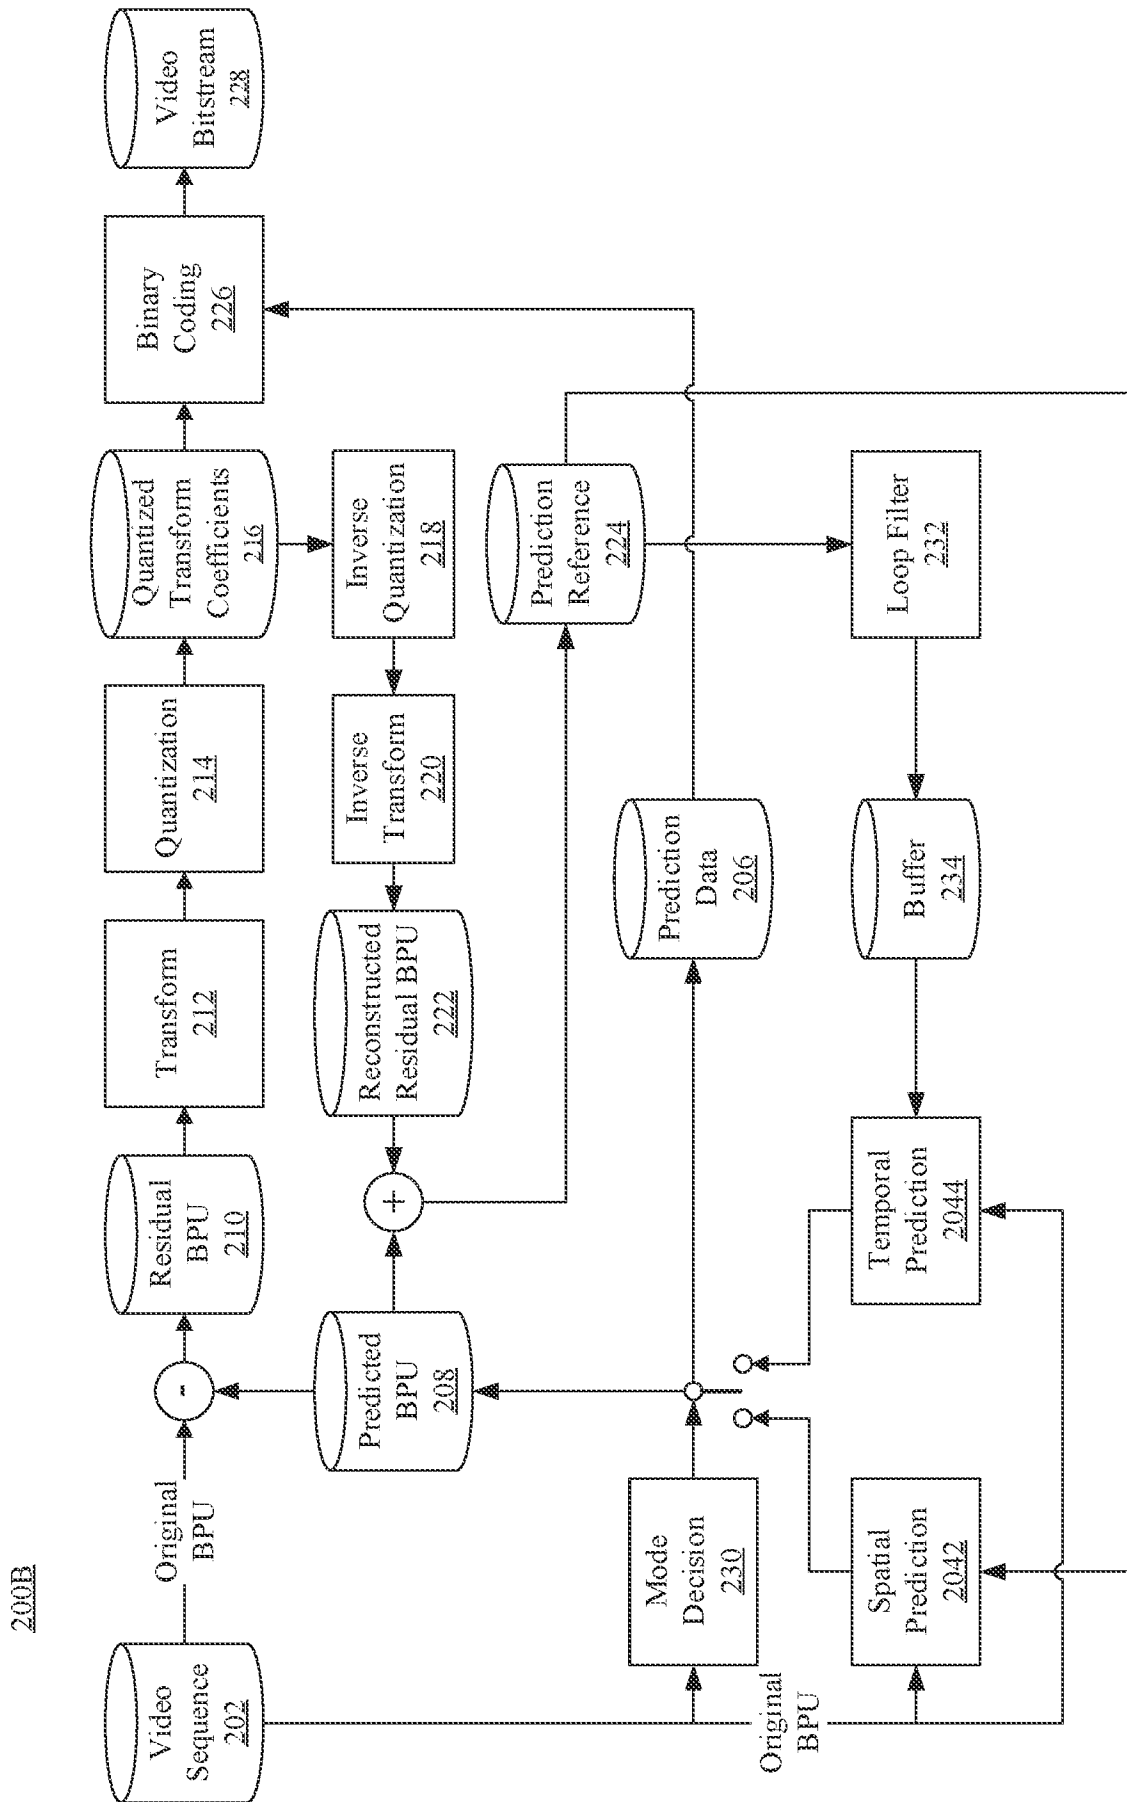 200B
Video
Sequence
202
Original
BPU
Residual
BPU
210
Transform
212
Quantization
214
Quantized
Transform
Coefficients
216
Binary
Coding
226
Video
Bitstream
228
Predicted
BPU
208
Reconstructed
Residual BPU
222
Inverse
Transform
220
Inverse
Quantization
218
-
+
Prediction
Reference
224
Mode
Decision
230
Prediction
Data
206
Original
BPU
Spatial
Prediction
2042
Temporal
Prediction
2044
Buffer
234
Loop Filter
232